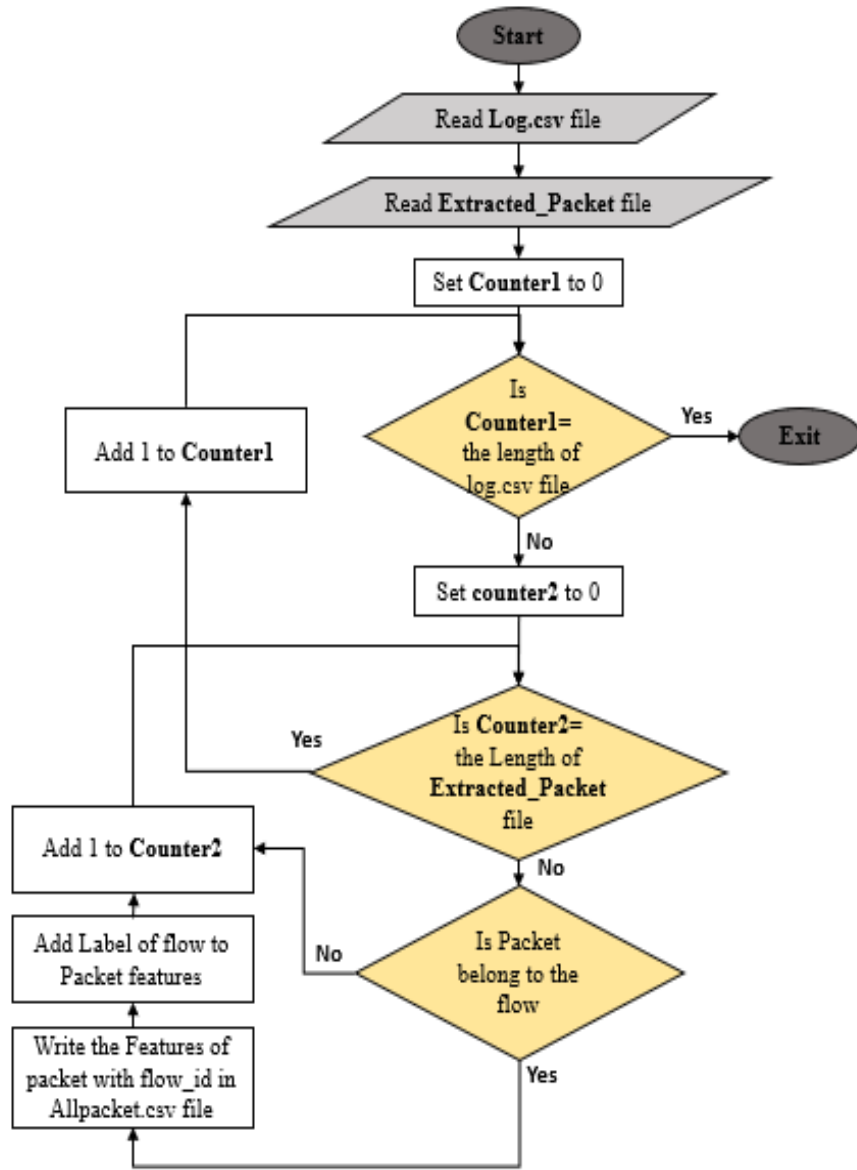 Start
Read Log.csv file
Read Extracted_Packet file
Set Counter1 to 0
Is
Counter1=
the length of
log.csv file
Yes
Exit
Add 1 to Counter1
No
Set counter2 to 0
Is Counter2=
the Length of
Extracted_Packet
file
Yes
No
Add 1 to Counter2
Is Packet
belong to the
flow
No
Add Label of flow to
Packet features
Write the Features of
packet with flow_id in
Allpacket.csv file
Yes